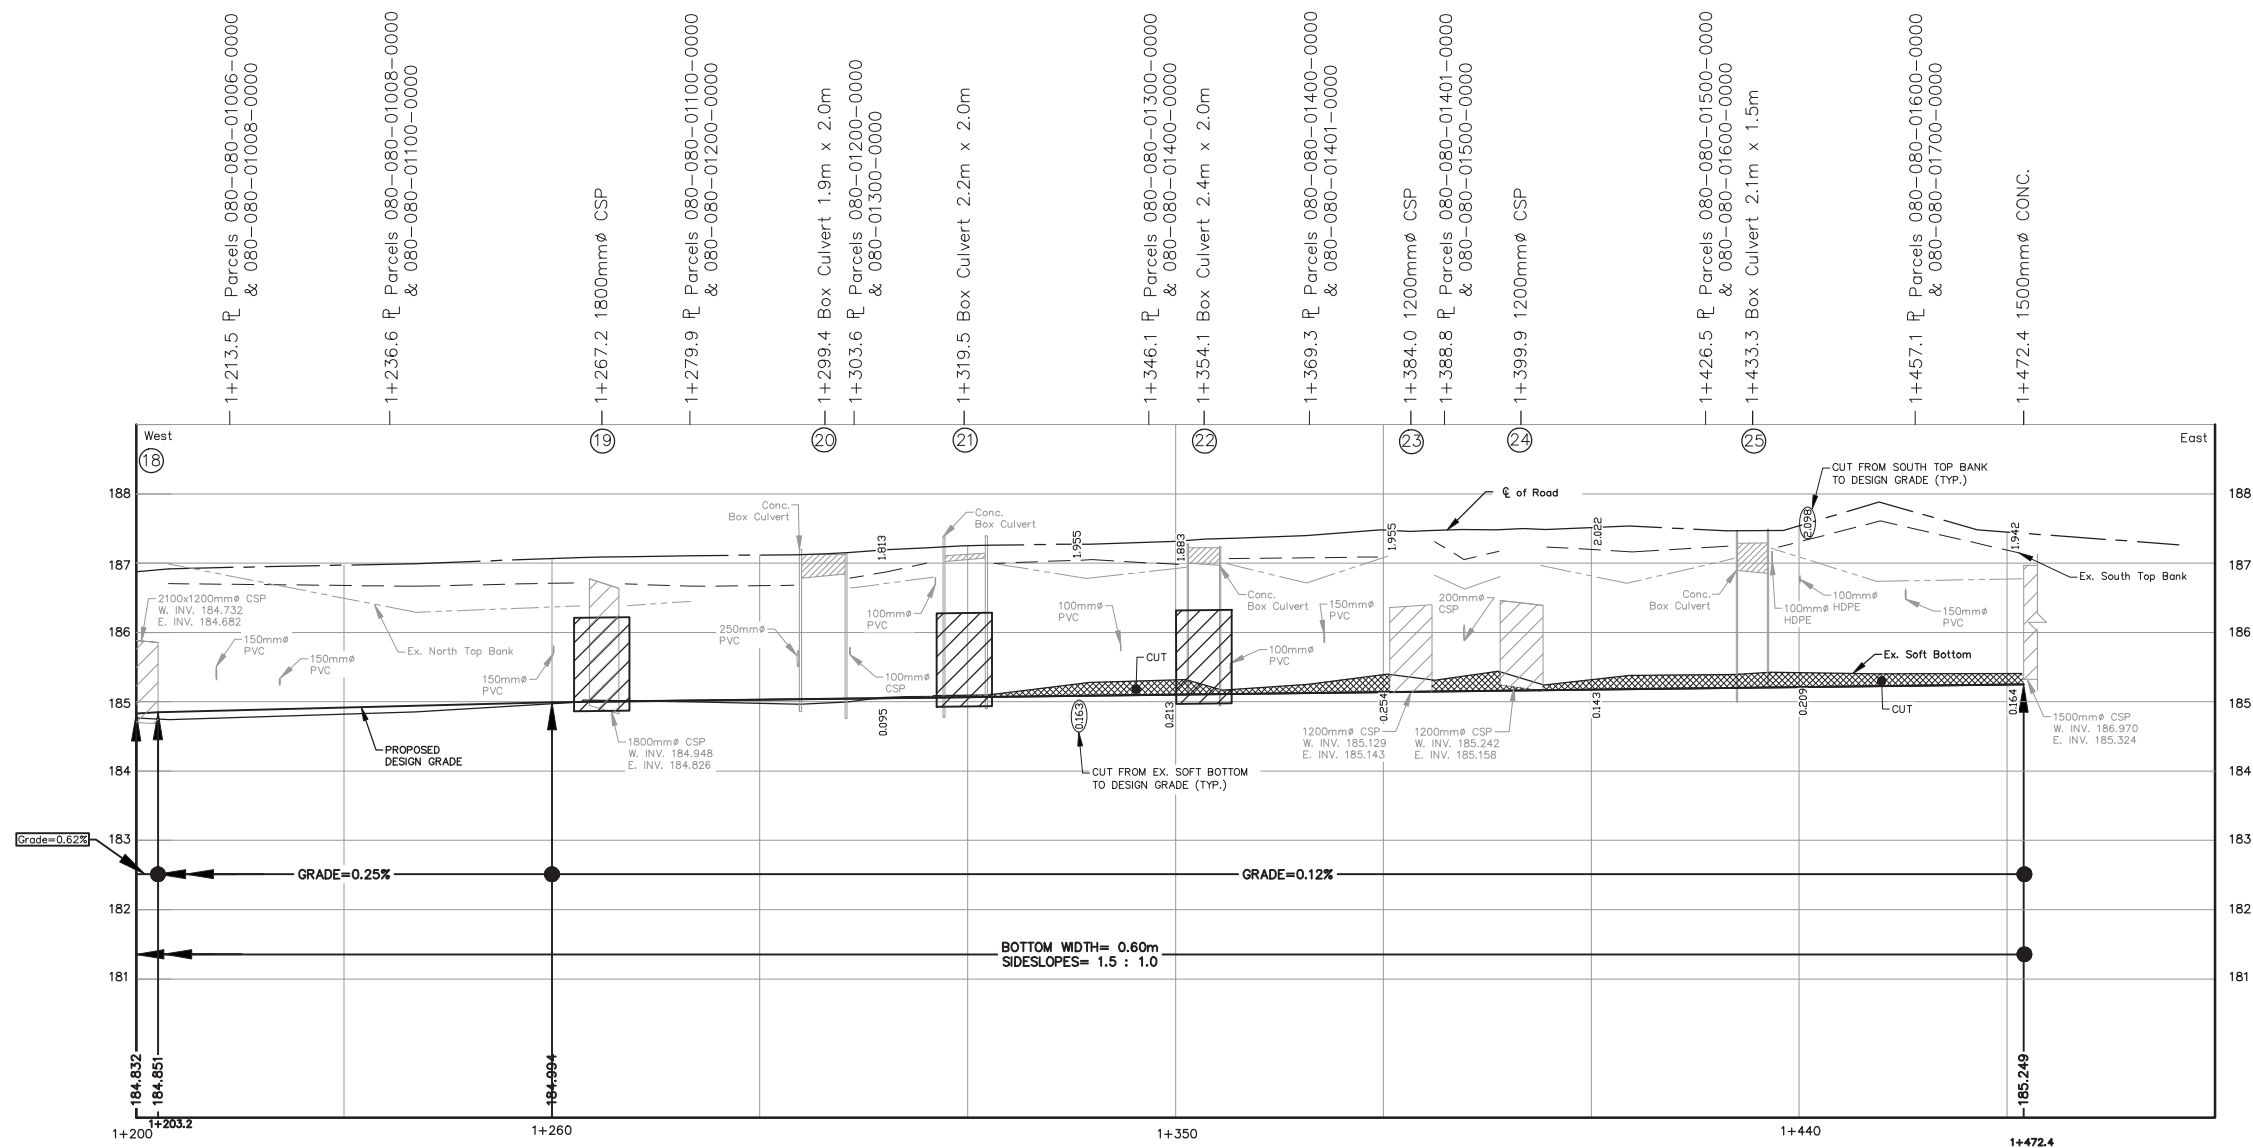 1+213.5 ℄ Parcels 080-080-01006-0000
& 080-080-01008-0000
1+236.6 ℄ Parcels 080-080-01008-0000
& 080-080-01100-0000
1+267.2 1800mmø CSP
1+279.9 ℄ Parcels 080-080-01100-0000
& 080-080-01200-0000
1+299.4 Box Culvert 1.9m x 2.0m
1+303.6 ℄ Parcels 080-080-01200-0000
& 080-080-01300-0000
1+319.5 Box Culvert 2.2m x 2.0m
1+346.1 ℄ Parcels 080-080-01300-0000
& 080-080-01400-0000
1+354.1 Box Culvert 2.4m x 2.0m
1+369.3 ℄ Parcels 080-080-01400-0000
& 080-080-01401-0000
1+384.0 1200mmø CSP
1+388.8 ℄ Parcels 080-080-01401-0000
& 080-080-01500-0000
1+399.9 1200mmø CSP
1+426.5 ℄ Parcels 080-080-01500-0000
& 080-080-01600-0000
1+433.3 Box Culvert 2.1m x 1.5m
1+457.1 ℄ Parcels 080-080-01600-0000
& 080-080-01700-0000
1+472.4 1500mmø CONC.
West
East
18
19
20
21
22
23
24
25
CUT FROM SOUTH TOP BANK
TO DESIGN GRADE (TYP.)
188
188
℄ of Road
Conc.
Box Culvert
Conc.
Box Culvert
1.813
1.955
1.883
1.955
2.022
2.098
1.942
187
187
Ex. South Top Bank
2100x1200mmø CSP
W. INV. 184.732
E. INV. 184.682
100mmø
PVC
100mmø
PVC
150mmø
PVC
200mmø
CSP
Conc.
Box Culvert
Conc.
Box Culvert
100mmø
HDPE
100mmø
HDPE
150mmø
PVC
186
186
150mmø
PVC
150mmø
PVC
Ex. North Top Bank
150mmø
PVC
250mmø
PVC
100mmø
CSP
CUT
100mmø
PVC
Ex. Soft Bottom
185
185
0.095
0.163
0.213
0.254
0.143
0.209
0.164
CUT
PROPOSED
DESIGN GRADE
1800mmø CSP
W. INV. 184.948
E. INV. 184.826
1200mmø CSP
W. INV. 185.129
E. INV. 185.143
1200mmø CSP
W. INV. 185.242
E. INV. 185.158
1500mmø CSP
W. INV. 186.970
E. INV. 185.324
184
184
CUT FROM EX. SOFT BOTTOM
TO DESIGN GRADE (TYP.)
Grade=0.62%
183
183
GRADE=0.25%
GRADE=0.12%
182
182
BOTTOM WIDTH= 0.60m
SIDESLOPES= 1.5 : 1.0
181
181
184.832
184.851
184.994
185.249
1+200
1+203.2
1+260
1+350
1+440
1+472.4